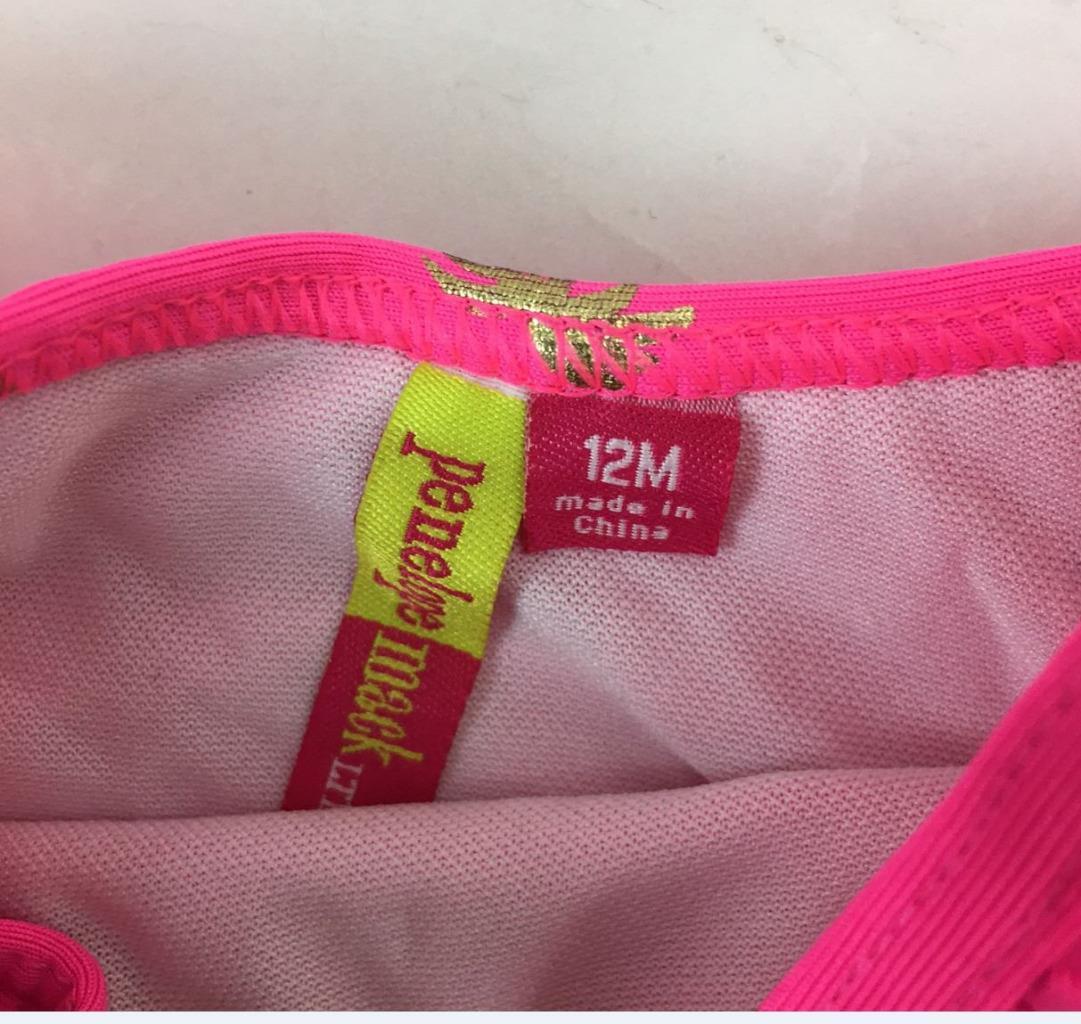 penelope mack
12M
made in
China